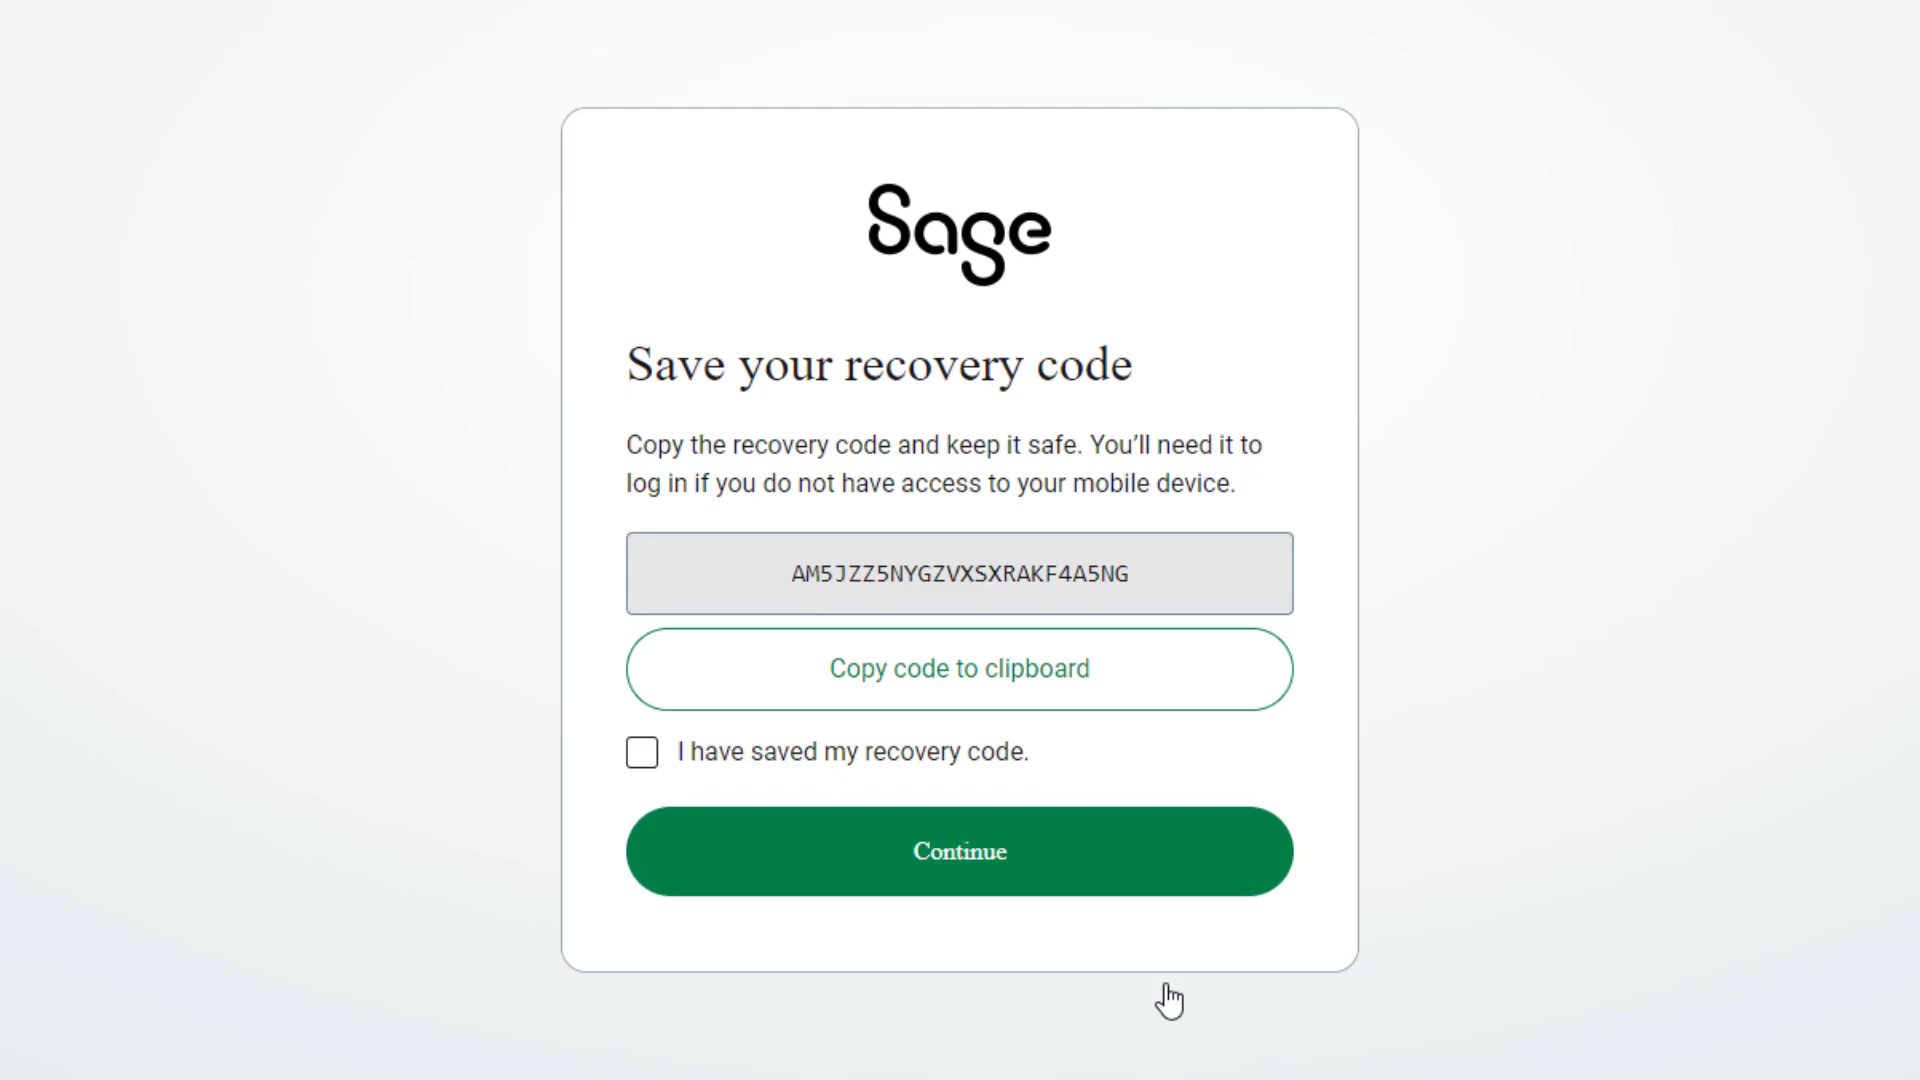 Sage
Save your recovery code
Copy the recovery code and keep it safe. You’ll need it to
log in if you do not have access to your mobile device.
AM5JZZ5NYGZVXSXRAKF4A5NG
Copy code to clipboard
I have saved my recovery code.
Continue